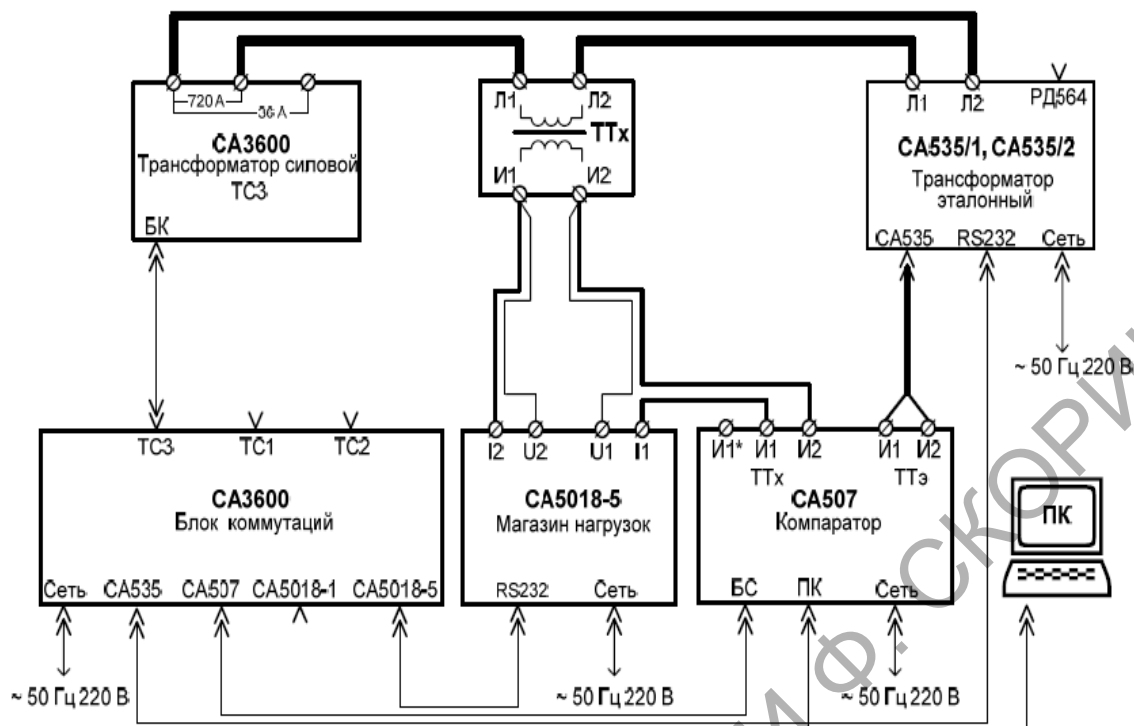 720 А
36 А
СА3600
Трансформатор силовой
ТС3
БК
Л1 Л2
ТТх
И1 И2
Л1 Л2 РД564
СА535/1, СА535/2
Трансформатор
эталонный
СА535 RS232 Сеть
~ 50 Гц 220 В
ТС3 ТС1 ТС2
СА3600
Блок коммутаций
Сеть СА535 СА507 СА5018-1 СА5018-5
~ 50 Гц 220 В
I2 U2 U1 I1
СА5018-5
Магазин нагрузок
RS232 Сеть
~ 50 Гц 220 В
И1* И1 И2 И1 И2
ТТх ТТэ
СА507
Компаратор
БС ПК Сеть
~ 50 Гц 220 В
ПК
Ф. СКОРИ